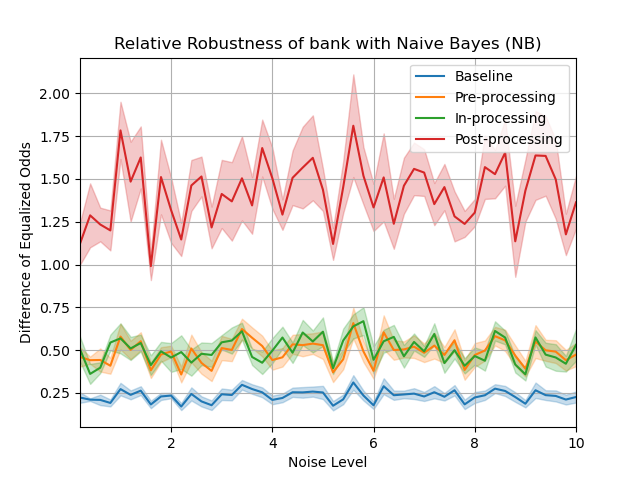 Relative Robustness of bank with Naive Bayes (NB)
Difference of Equalized Odds
2.00
1.75
1.50
1.25
1.00
0.75
0.50
0.25
Baseline
Pre-processing
In-processing
Post-processing
2
4
6
8
10
Noise Level